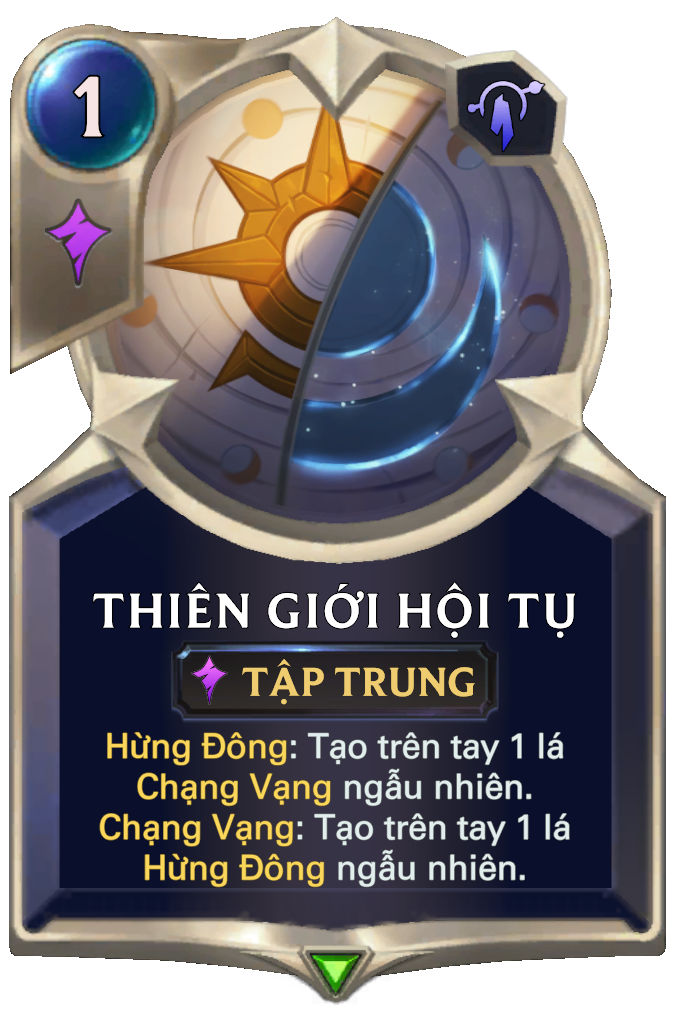 1
THIÊN GIỚI HỘI TỤ
TẬP TRUNG
Hừng Đông: Tạo trên tay 1 lá
Chạng Vạng ngẫu nhiên.
Chạng Vạng: Tạo trên tay 1 lá
Hừng Đông ngẫu nhiên.